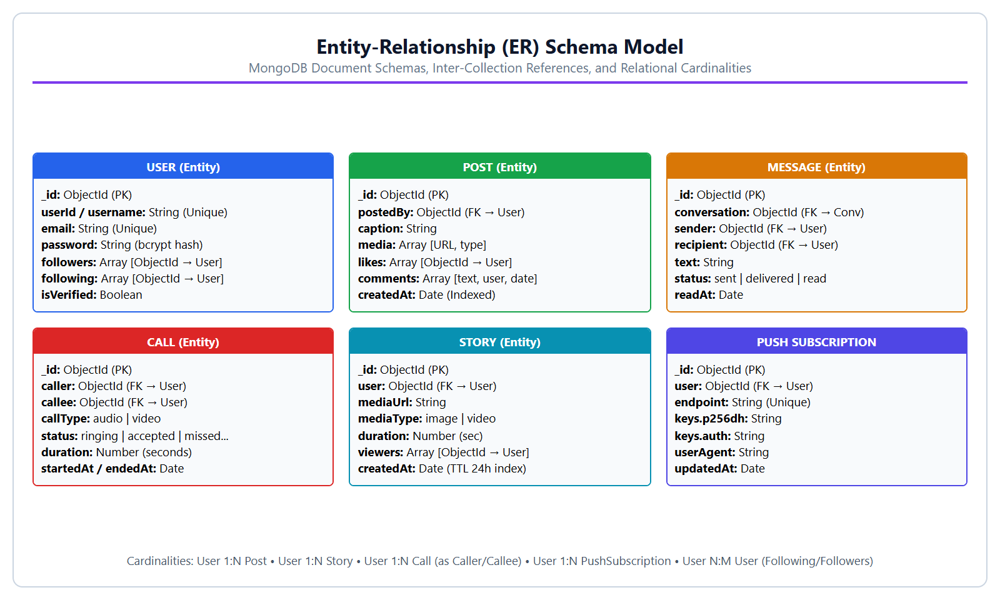 Entity-Relationship (ER) Schema Model
MongoDB Document Schemas, Inter-Collection References, and Relational Cardinalities
USER (Entity)
_id: ObjectId (PK)
userId / username: String (Unique)
email: String (Unique)
password: String (bcrypt hash)
followers: Array [ObjectId → User]
following: Array [ObjectId → User]
isVerified: Boolean
POST (Entity)
_id: ObjectId (PK)
postedBy: ObjectId (FK → User)
caption: String
media: Array [URL, type]
likes: Array [ObjectId → User]
comments: Array [text, user, date]
createdAt: Date (Indexed)
MESSAGE (Entity)
_id: ObjectId (PK)
conversation: ObjectId (FK → Conv)
sender: ObjectId (FK → User)
recipient: ObjectId (FK → User)
text: String
status: sent | delivered | read
readAt: Date
CALL (Entity)
_id: ObjectId (PK)
caller: ObjectId (FK → User)
callee: ObjectId (FK → User)
callType: audio | video
status: ringing | accepted | missed...
duration: Number (seconds)
startedAt / endedAt: Date
STORY (Entity)
_id: ObjectId (PK)
user: ObjectId (FK → User)
mediaUrl: String
mediaType: image | video
duration: Number (sec)
viewers: Array [ObjectId → User]
createdAt: Date (TTL 24h index)
PUSH SUBSCRIPTION
_id: ObjectId (PK)
user: ObjectId (FK → User)
endpoint: String (Unique)
keys.p256dh: String
keys.auth: String
userAgent: String
updatedAt: Date
Cardinalities: User 1:N Post • User 1:N Story • User 1:N Call (as Caller/Callee) • User 1:N PushSubscription • User N:M User (Following/Followers)